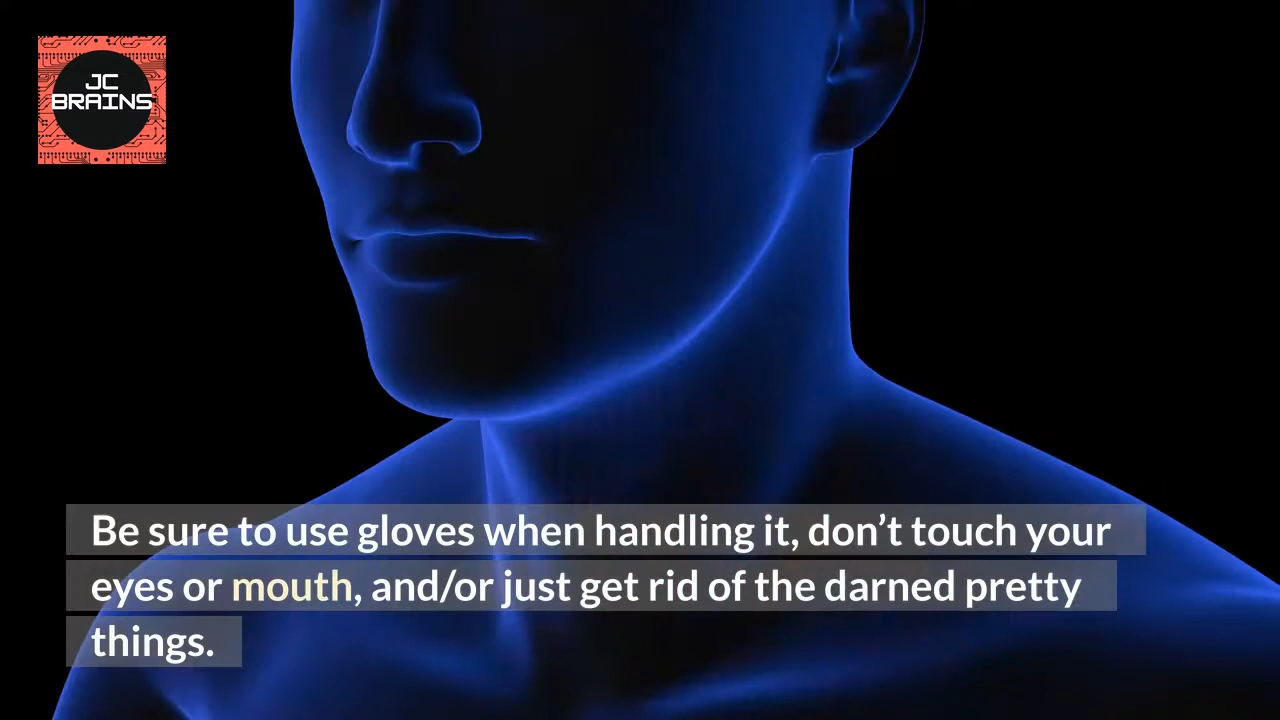 JC
BRAINS
Be sure to use gloves when handling it, don’t touch your
eyes or mouth, and/or just get rid of the darned pretty
things.